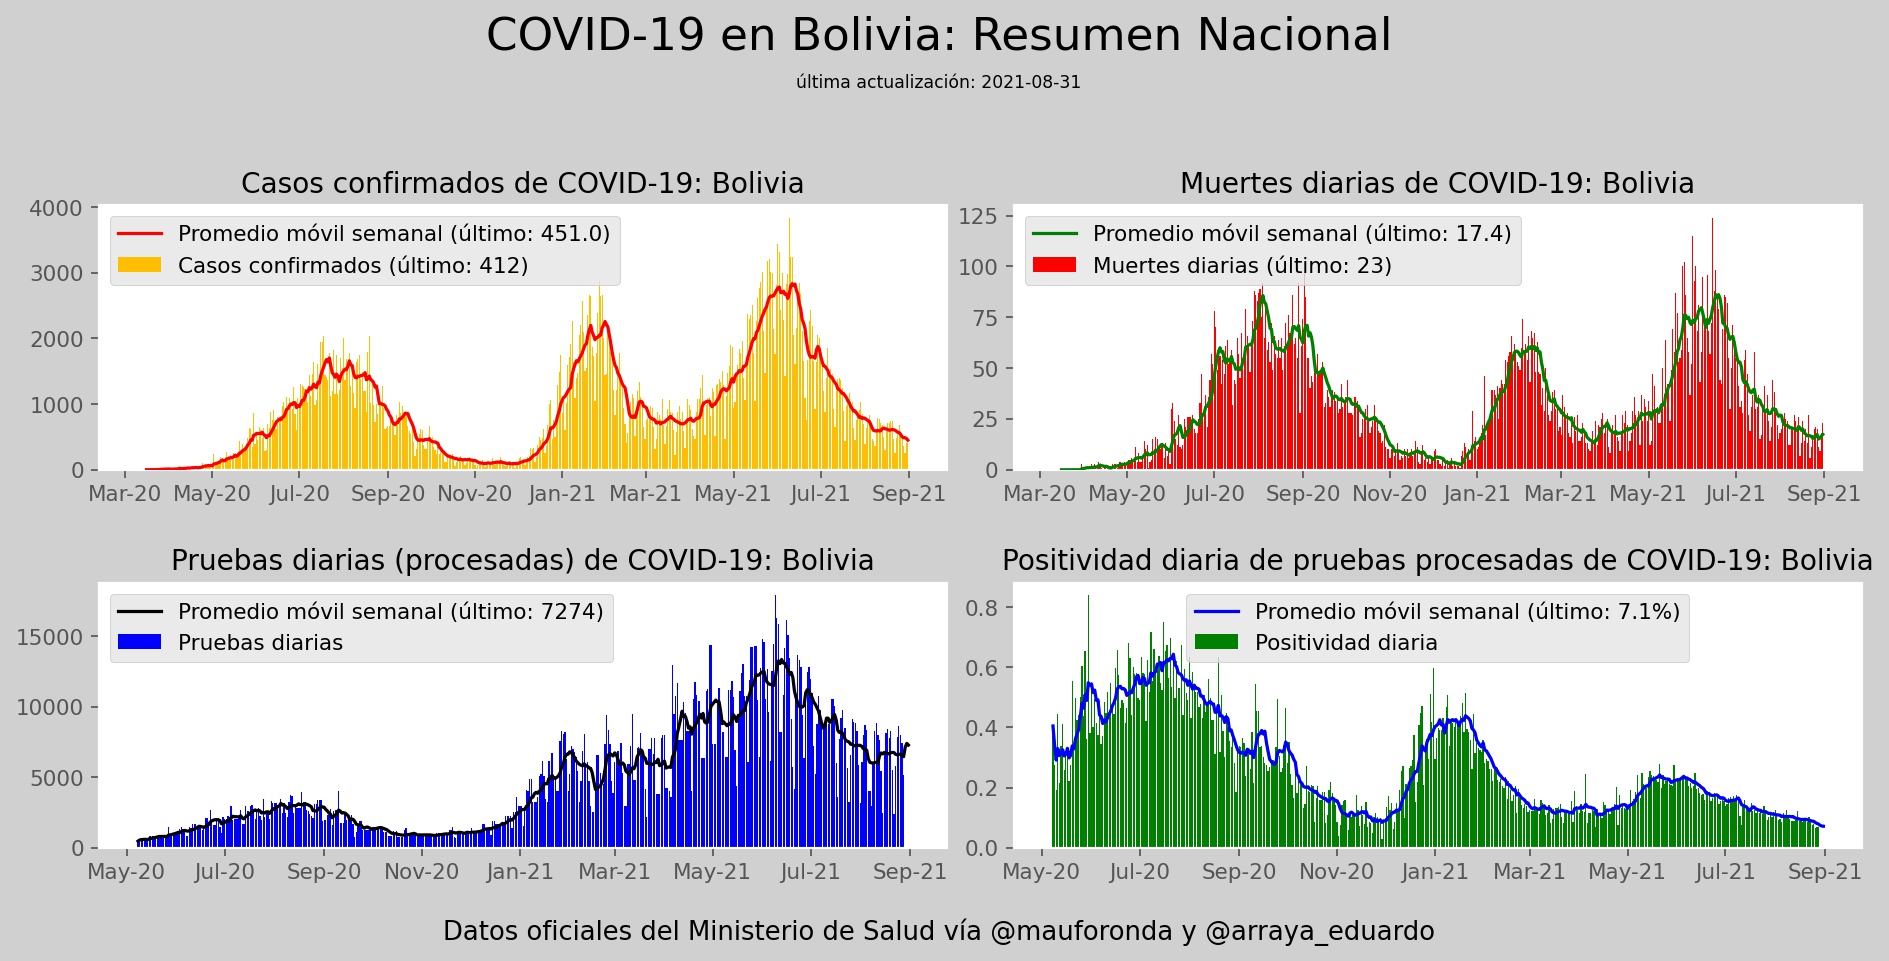 COVID-19 en Bolivia: Resumen Nacional
última actualización: 2021-08-31
Casos confirmados de COVID-19: Bolivia
4000
3000
2000
1000
0
Promedio móvil semanal (último: 451.0)
Casos confirmados (último: 412)
Mar-20 May-20 Jul-20 Sep-20 Nov-20 Jan-21 Mar-21 May-21 Jul-21 Sep-21
Muertes diarias de COVID-19: Bolivia
125
100
75
50
25
0
Promedio móvil semanal (último: 17.4)
Muertes diarias (último: 23)
Mar-20 May-20 Jul-20 Sep-20 Nov-20 Jan-21 Mar-21 May-21 Jul-21 Sep-21
Pruebas diarias (procesadas) de COVID-19: Bolivia
15000
10000
5000
0
Promedio móvil semanal (último: 7274)
Pruebas diarias
May-20 Jul-20 Sep-20 Nov-20 Jan-21 Mar-21 May-21 Jul-21 Sep-21
Positividad diaria de pruebas procesadas de COVID-19: Bolivia
0.8
0.6
0.4
0.2
0.0
Promedio móvil semanal (último: 7.1%)
Positividad diaria
May-20 Jul-20 Sep-20 Nov-20 Jan-21 Mar-21 May-21 Jul-21 Sep-21
Datos oficiales del Ministerio de Salud vía @mauforonda y @arraya_eduardo